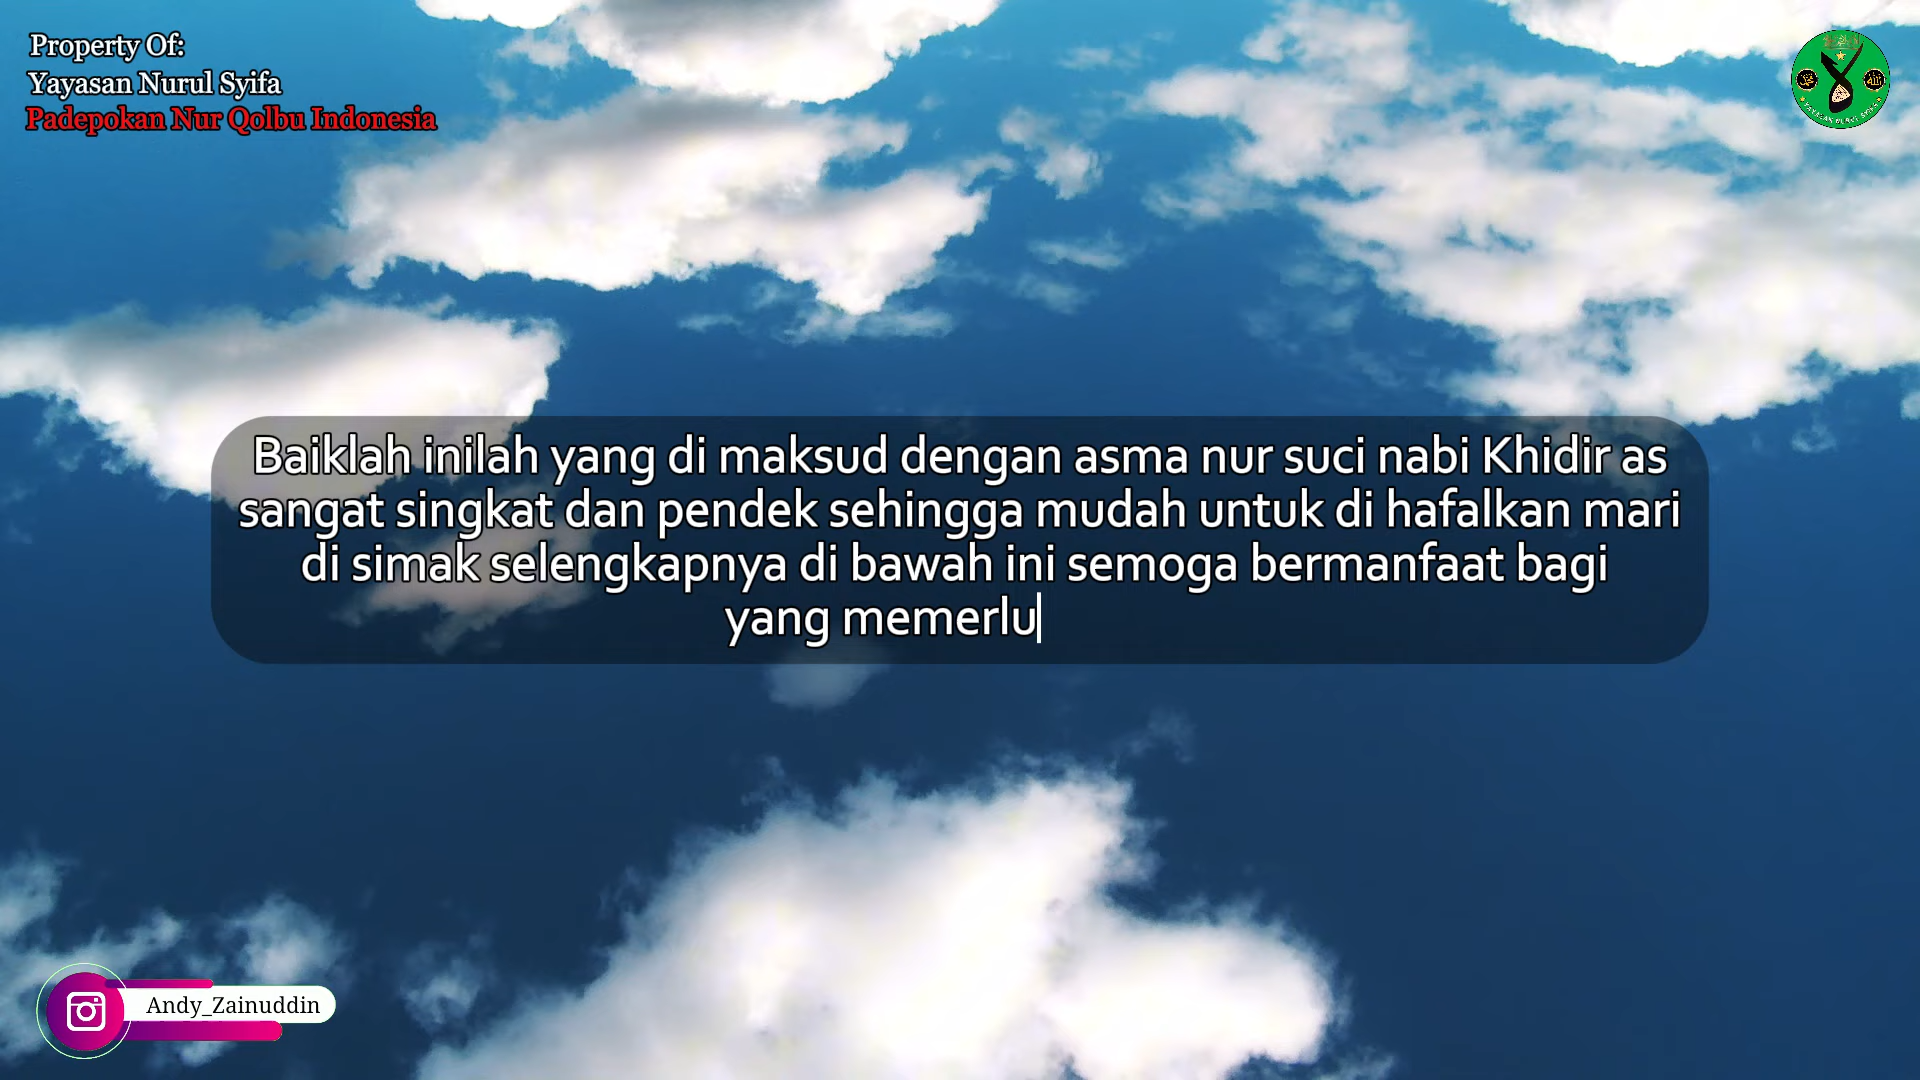 Property Of:
Yayasan Nurul Syifa
Padepokan Nur Qolbu Indonesia
Baiklah inilah yang di maksud dengan asma nur suci nabi Khidir as
sangat singkat dan pendek sehingga mudah untuk di hafalkan mari
di simak selengkapnya di bawah ini semoga bermanfaat bagi
yang memerlu
Andy_Zainuddin